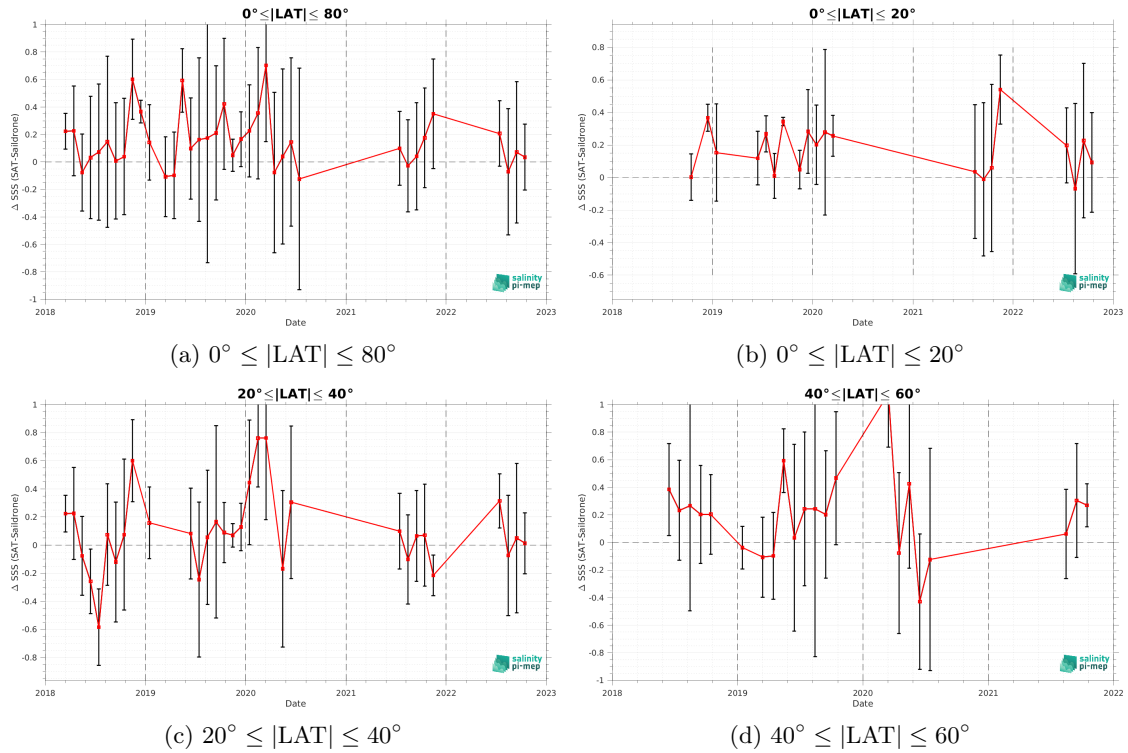 0°≤|LAT|≤ 80°
1
0.8
0.6
0.4
0.2
0
-0.2
-0.4
-0.6
-0.8
-1
Δ SSS (SAT-Saildrone)
2018
2019
2020
2021
2022
2023
Date
salinity
pi-mep
(a) 0° ≤ |LAT| ≤ 80°
0°≤|LAT|≤ 20°
0.8
0.6
0.4
0.2
0
-0.2
-0.4
-0.6
Δ SSS (SAT-Saildrone)
2018
2019
2020
2021
2022
2023
Date
salinity
pi-mep
(b) 0° ≤ |LAT| ≤ 20°
20°≤|LAT|≤ 40°
1
0.8
0.6
0.4
0.2
0
-0.2
-0.4
-0.6
-0.8
Δ SSS (SAT-Saildrone)
2018
2019
2020
2021
2022
2023
Date
salinity
pi-mep
(c) 20° ≤ |LAT| ≤ 40°
40°≤|LAT|≤ 60°
1
0.8
0.6
0.4
0.2
0
-0.2
-0.4
-0.6
-0.8
-1
Δ SSS (SAT-Saildrone)
2018
2019
2020
2021
2022
Date
salinity
pi-mep
(d) 40° ≤ |LAT| ≤ 60°